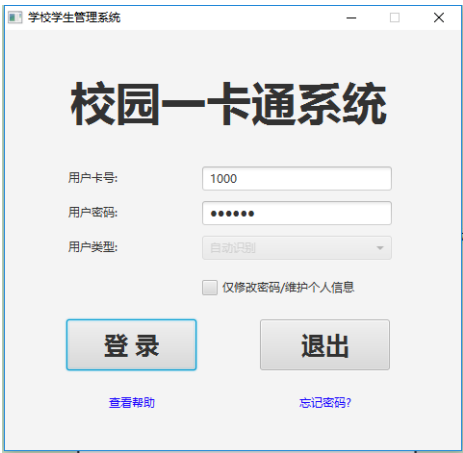 学校学生管理系统
校园一卡通系统
用户卡号: 1000
用户密码: ●●●●●●
用户类型: 自动识别
仅修改密码/维护个人信息
登 录 退出
查看帮助 忘记密码?